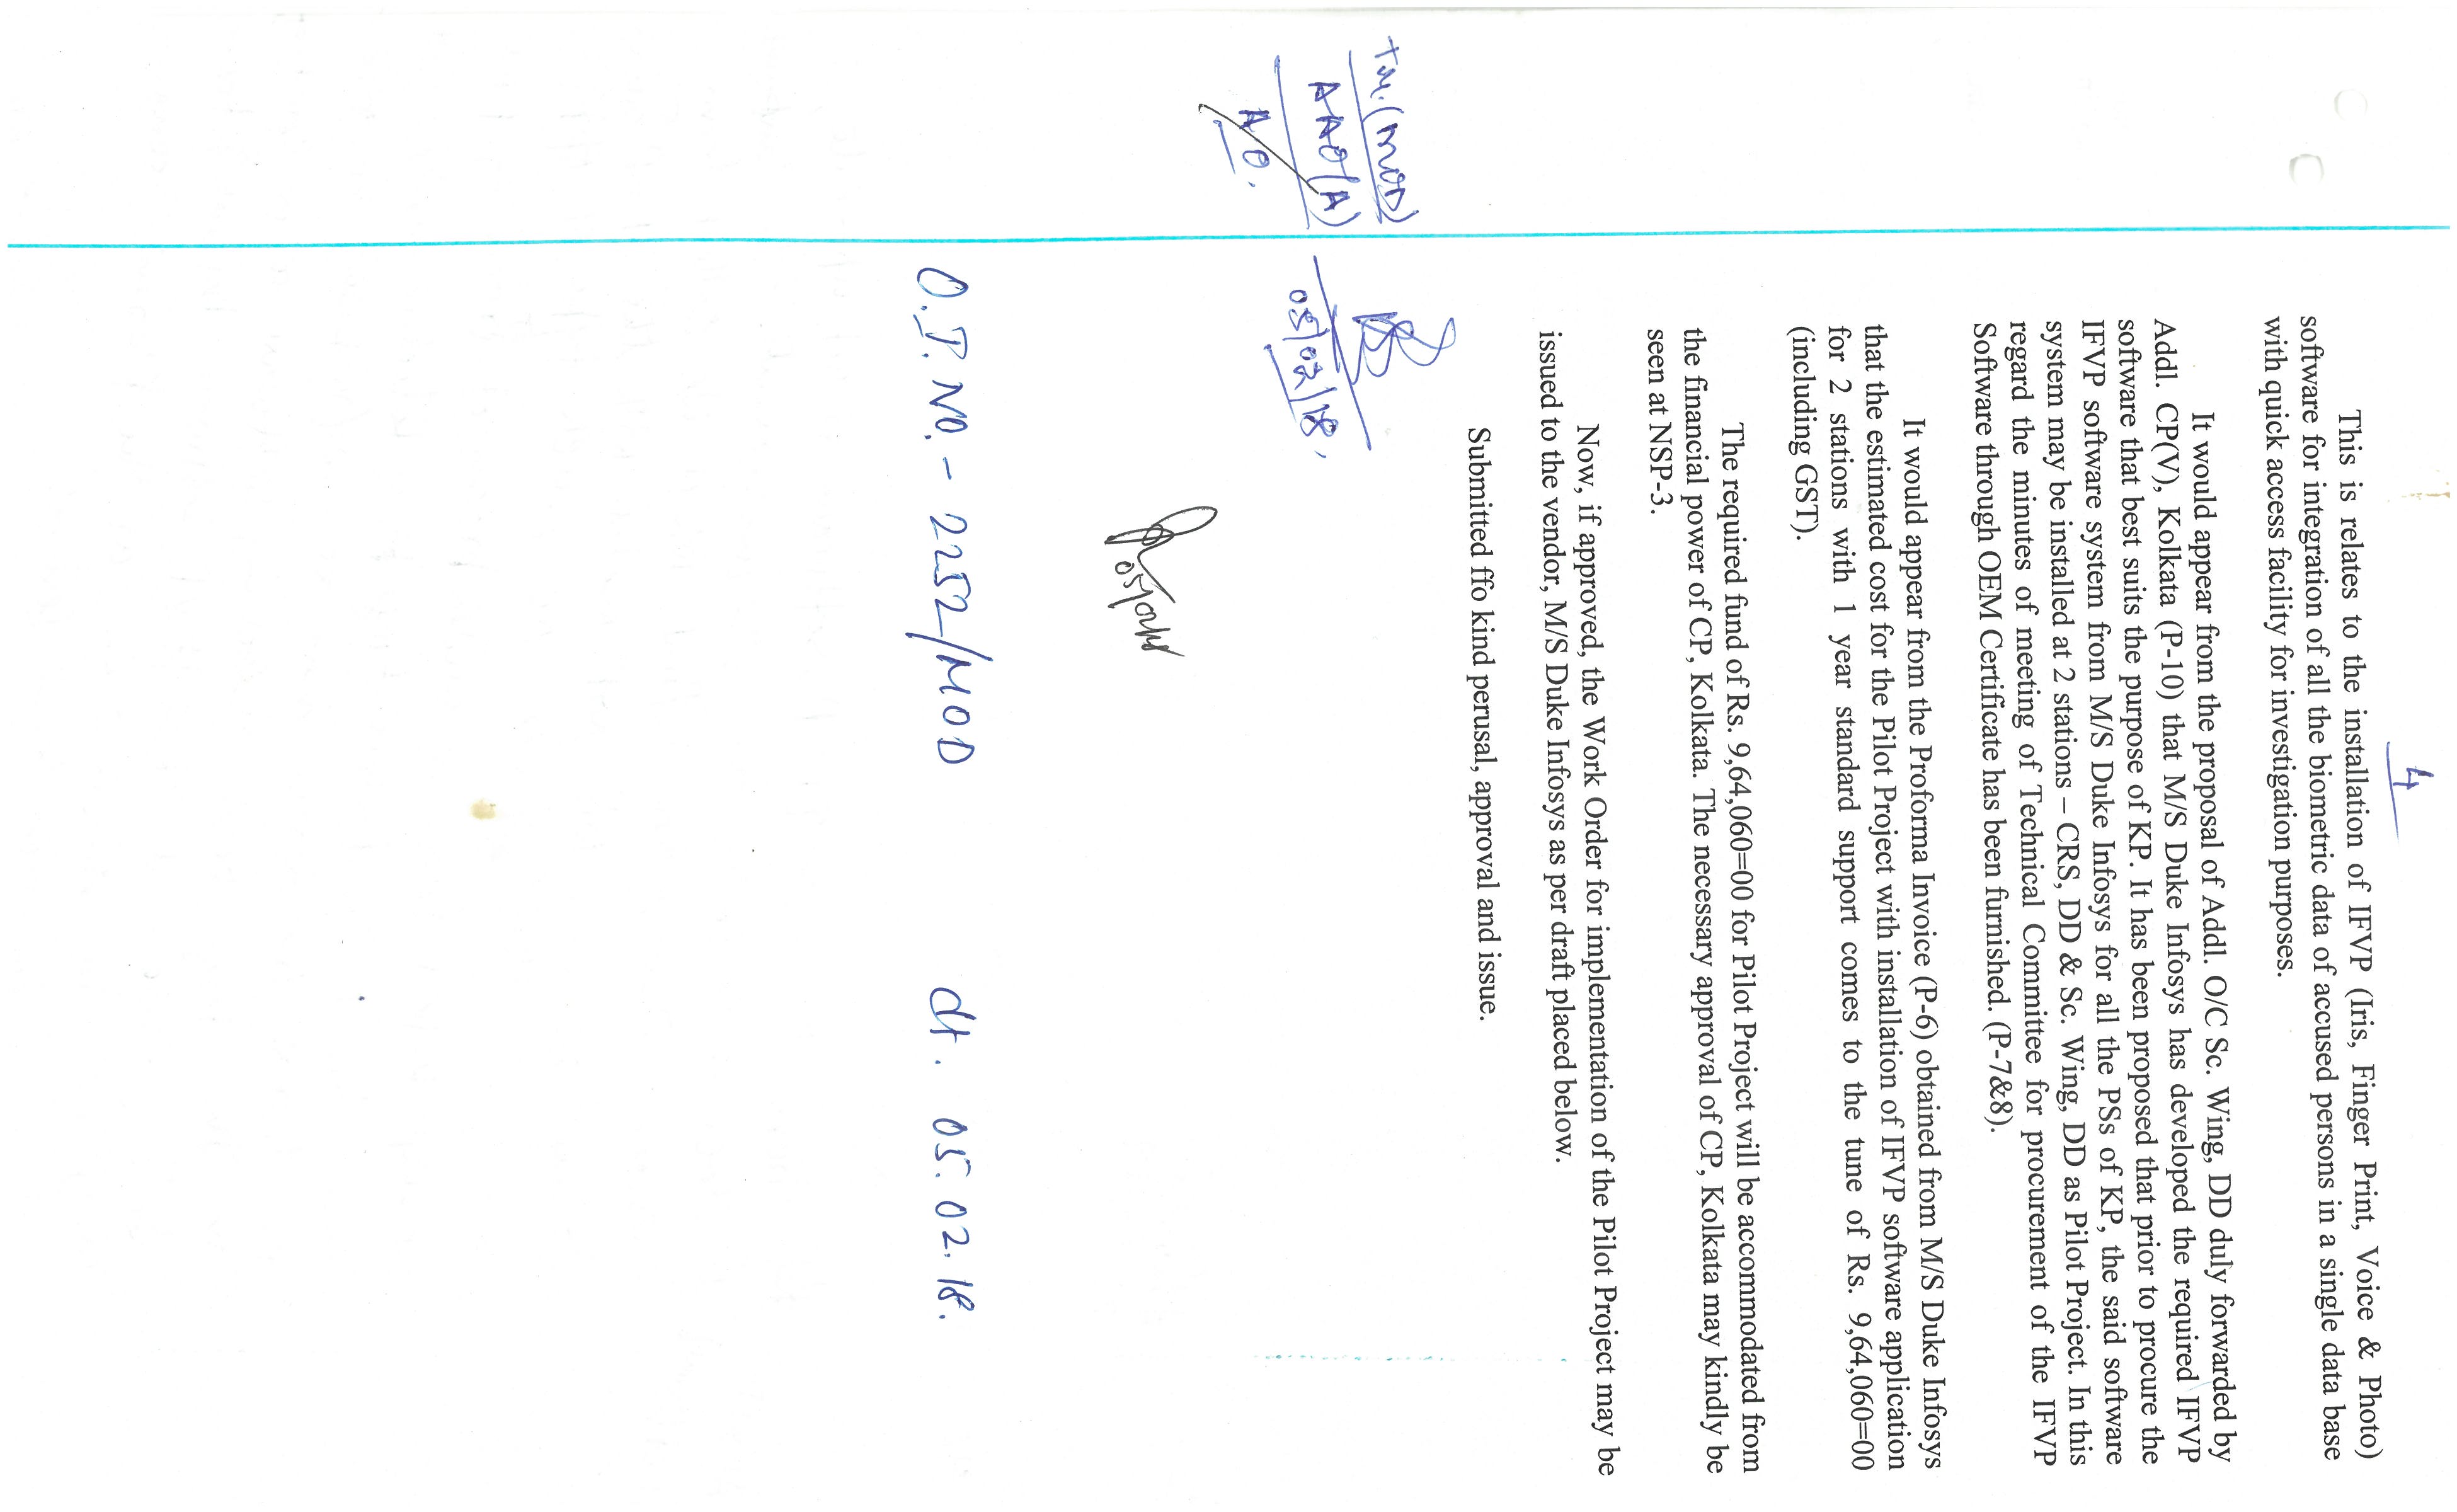 4
This is relates to the installation of IFVP (Iris, Finger Print, Voice & Photo)
software for integration of all the biometric data of accused persons in a single data base
with quick access facility for investigation purposes.
It would appear from the proposal of Addl. O/C Sc. Wing, DD duly forwarded by
Addl. CP(V), Kolkata (P-10) that M/S Duke Infosys has developed the required IFVP
software that best suits the purpose of KP. It has been proposed that prior to procure the
IFVP software system from M/S Duke Infosys for all the PSs of KP, the said software
system may be installed at 2 stations – CRS, DD & Sc. Wing, DD as Pilot Project. In this
regard the minutes of meeting of Technical Committee for procurement of the IFVP
Software through OEM Certificate has been furnished. (P-7&8).
It would appear from the Proforma Invoice (P-6) obtained from M/S Duke Infosys
that the estimated cost for the Pilot Project with installation of IFVP software application
for 2 stations with 1 year standard support comes to the tune of Rs. 9,64,060=00
(including GST).
The required fund of Rs. 9,64,060=00 for Pilot Project will be accommodated from
the financial power of CP, Kolkata. The necessary approval of CP, Kolkata may kindly be
seen at NSP-3.
Now, if approved, the Work Order for implementation of the Pilot Project may be
issued to the vendor, M/S Duke Infosys as per draft placed below.
Submitted ffo kind perusal, approval and issue.
(MOD)
AAO(A)
05/02/18.
A/O.
05/02/18
O.I. NO. - 2252/MOD dt. 05.02.18.